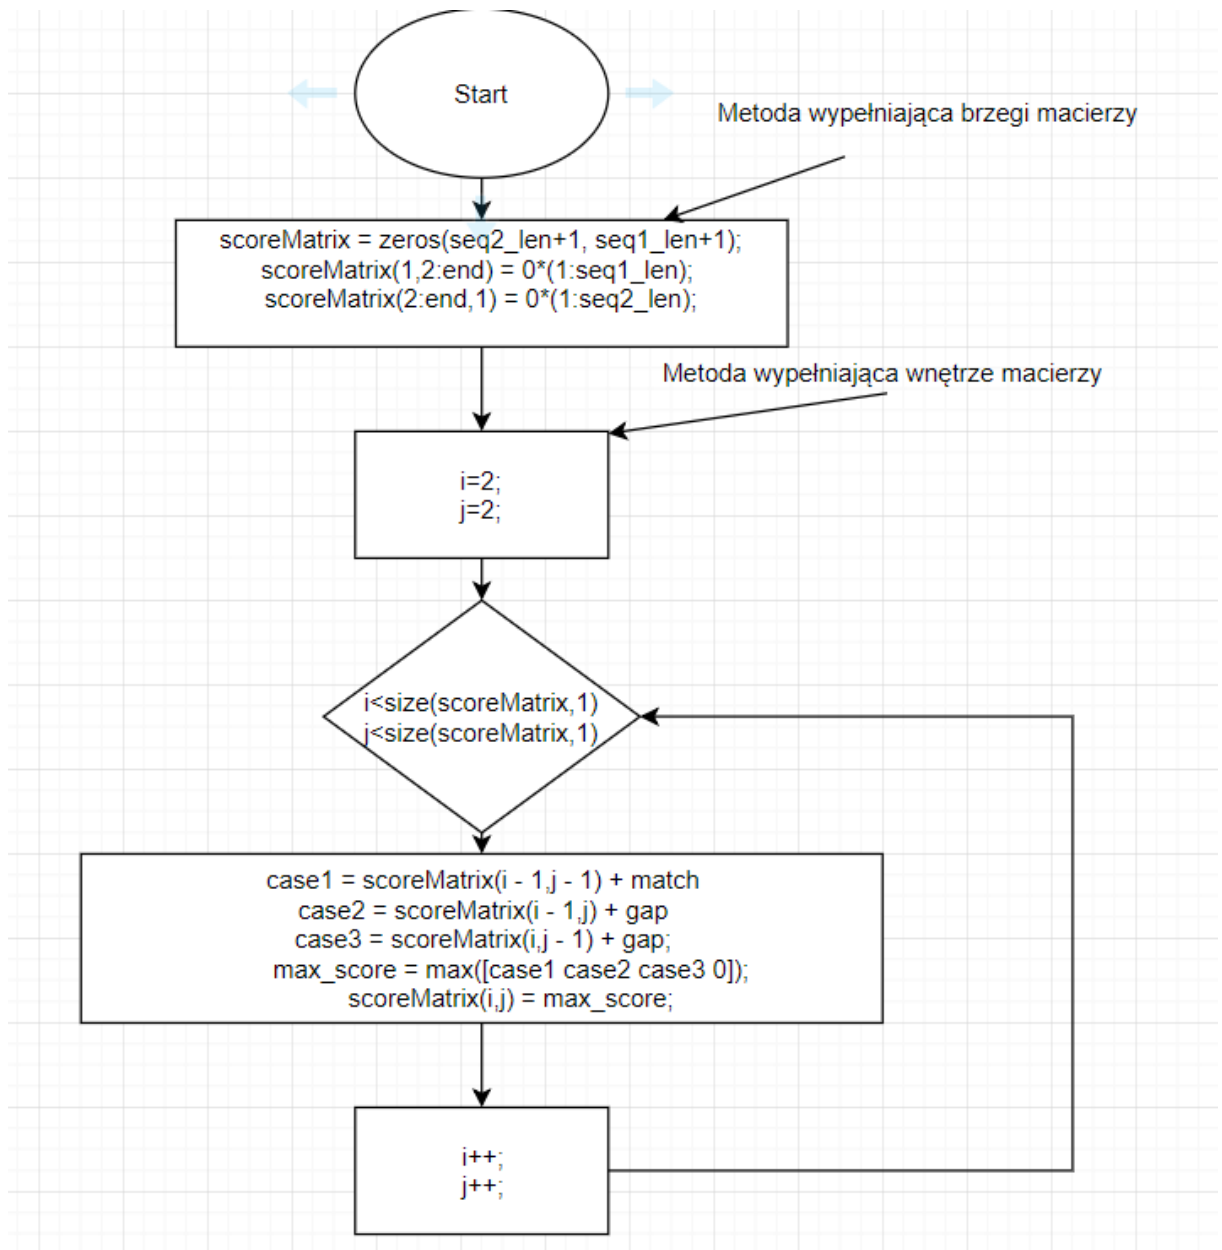 Start
Metoda wypełniająca brzegi macierzy
scoreMatrix = zeros(seq2_len+1, seq1_len+1);
scoreMatrix(1,2:end) = 0*(1:seq1_len);
scoreMatrix(2:end,1) = 0*(1:seq2_len);
Metoda wypełniająca wnętrze macierzy
i=2;
j=2;
i<size(scoreMatrix,1)
j<size(scoreMatrix,1)
case1 = scoreMatrix(i - 1,j - 1) + match
case2 = scoreMatrix(i - 1,j) + gap
case3 = scoreMatrix(i,j - 1) + gap;
max_score = max([case1 case2 case3 0]);
scoreMatrix(i,j) = max_score;
i++;
j++;